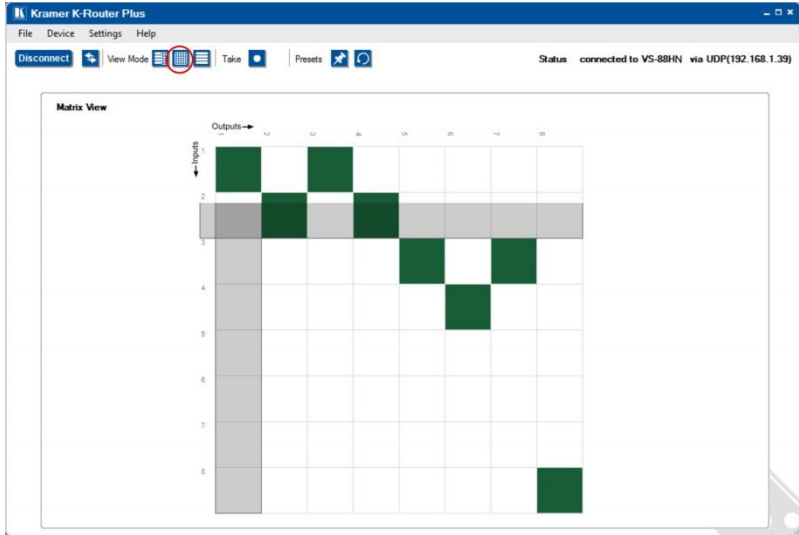 Kramer K-Router Plus
File Device Settings Help
Disconnect View Mode Take Presets Status connected to VS-88HN via UDP(192.168.1.39)
Matrix View
Outputs
1 2 3 4 5 6 7 8
Inputs
1
2
3
4
5
6
7
8